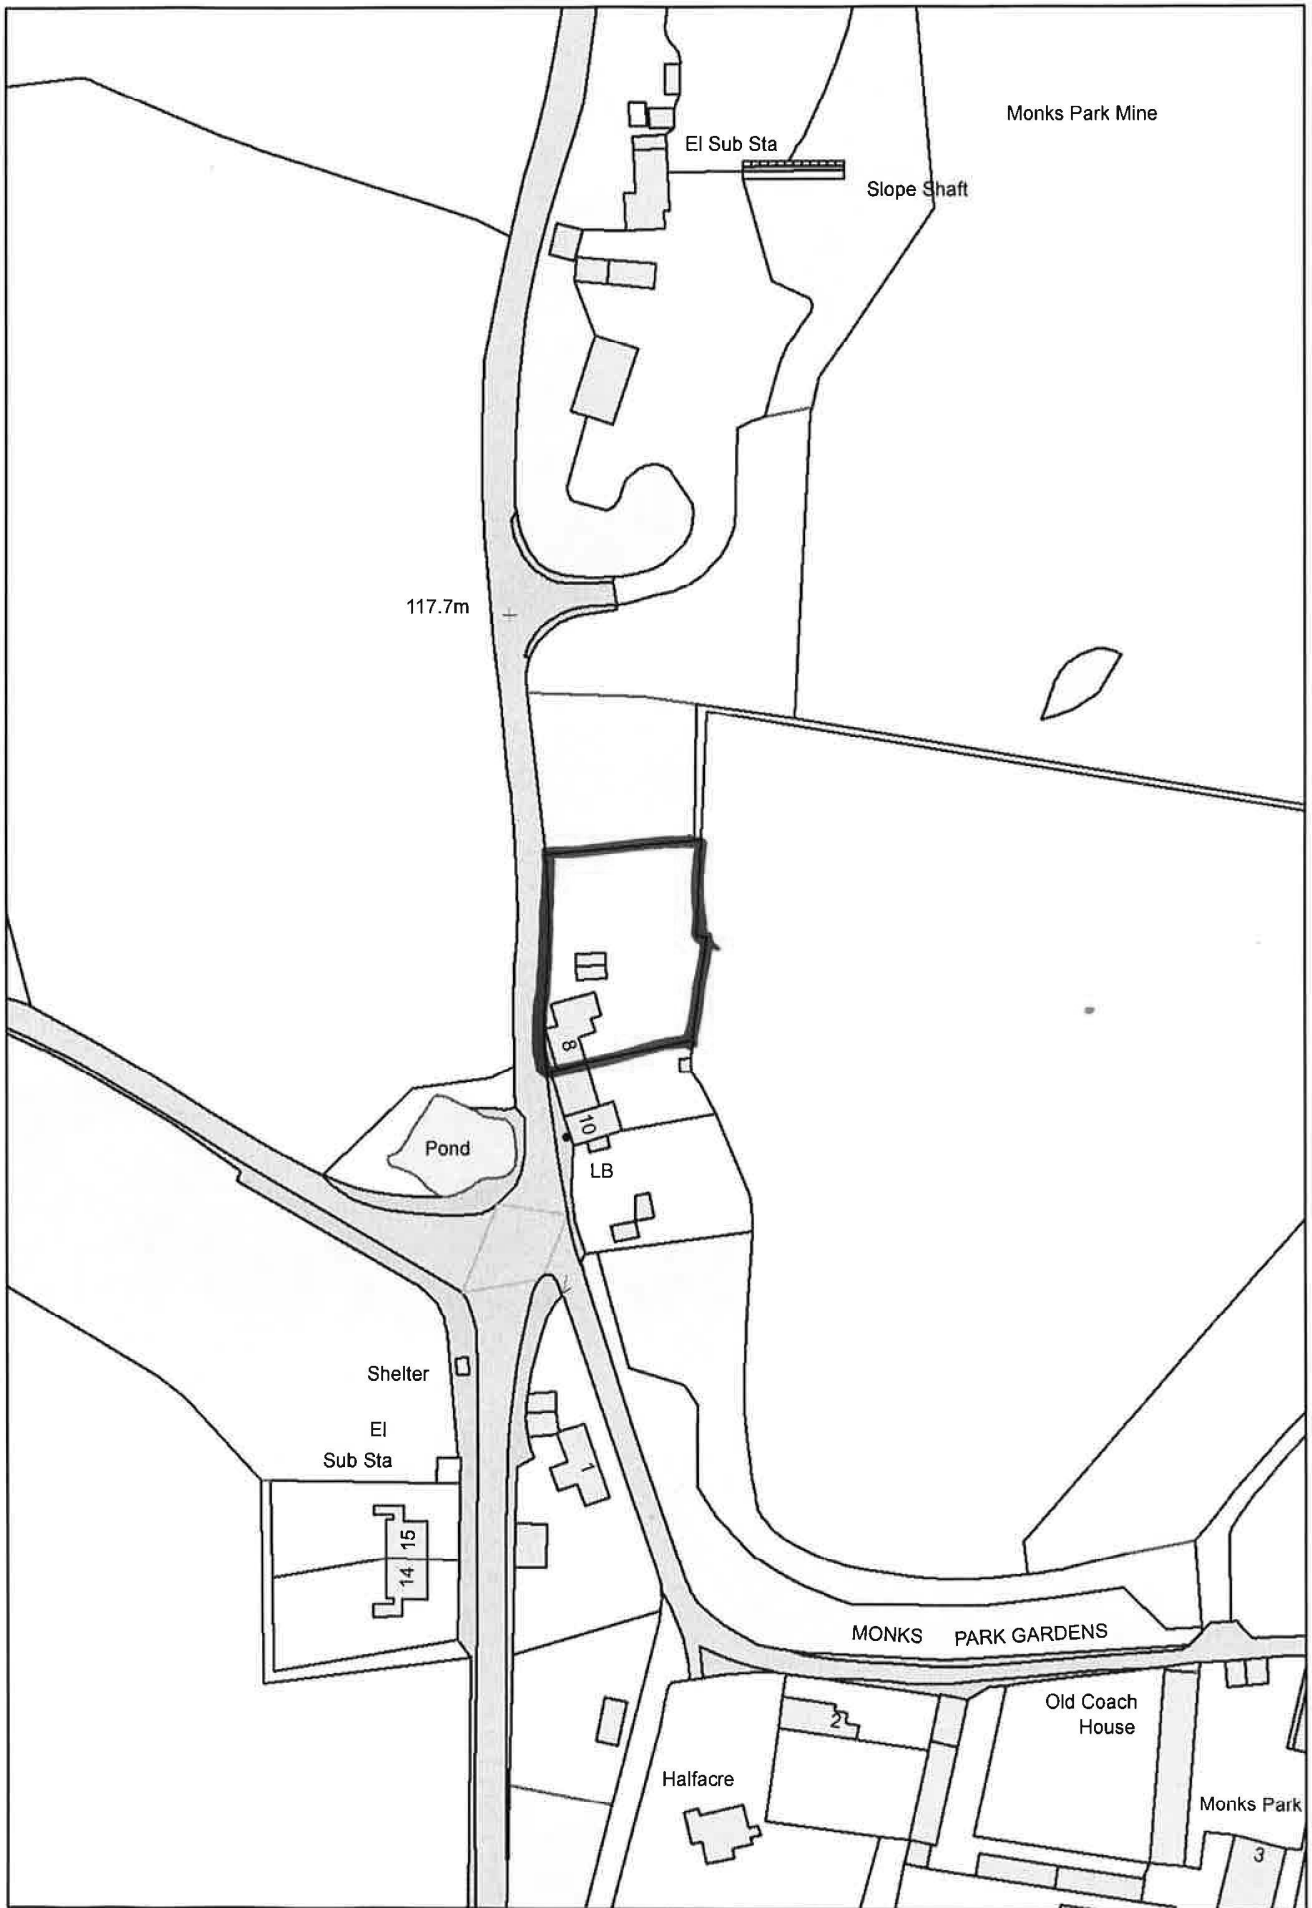 Monks Park Mine
El Sub Sta
Slope Shaft
117.7m
8
10
Pond
LB
Shelter
El
Sub Sta
1
15
14
MONKS PARK GARDENS
Old Coach
House
2
Halfacre
Monks Park
3